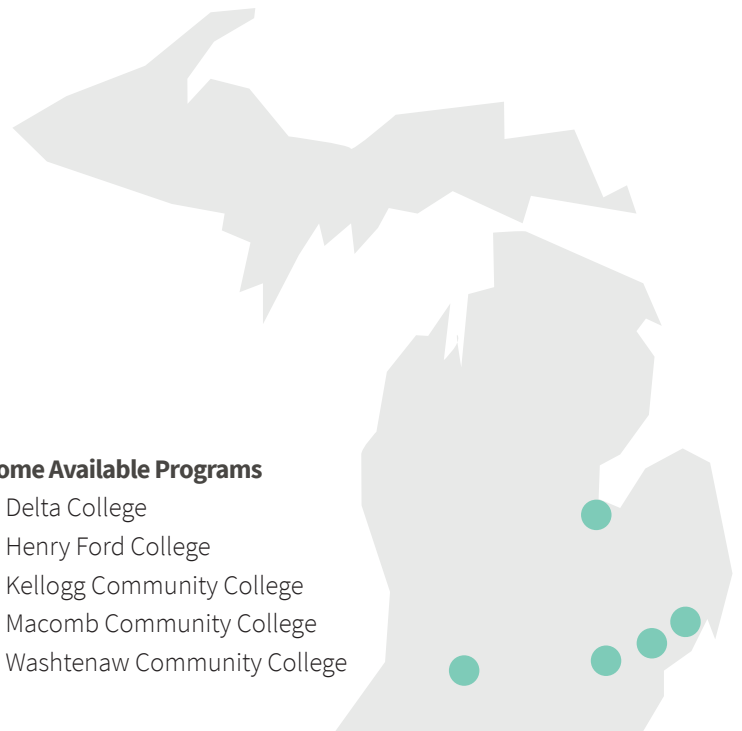 ome Available Programs
Delta College
Henry Ford College
Kellogg Community College
Macomb Community College
Washtenaw Community College